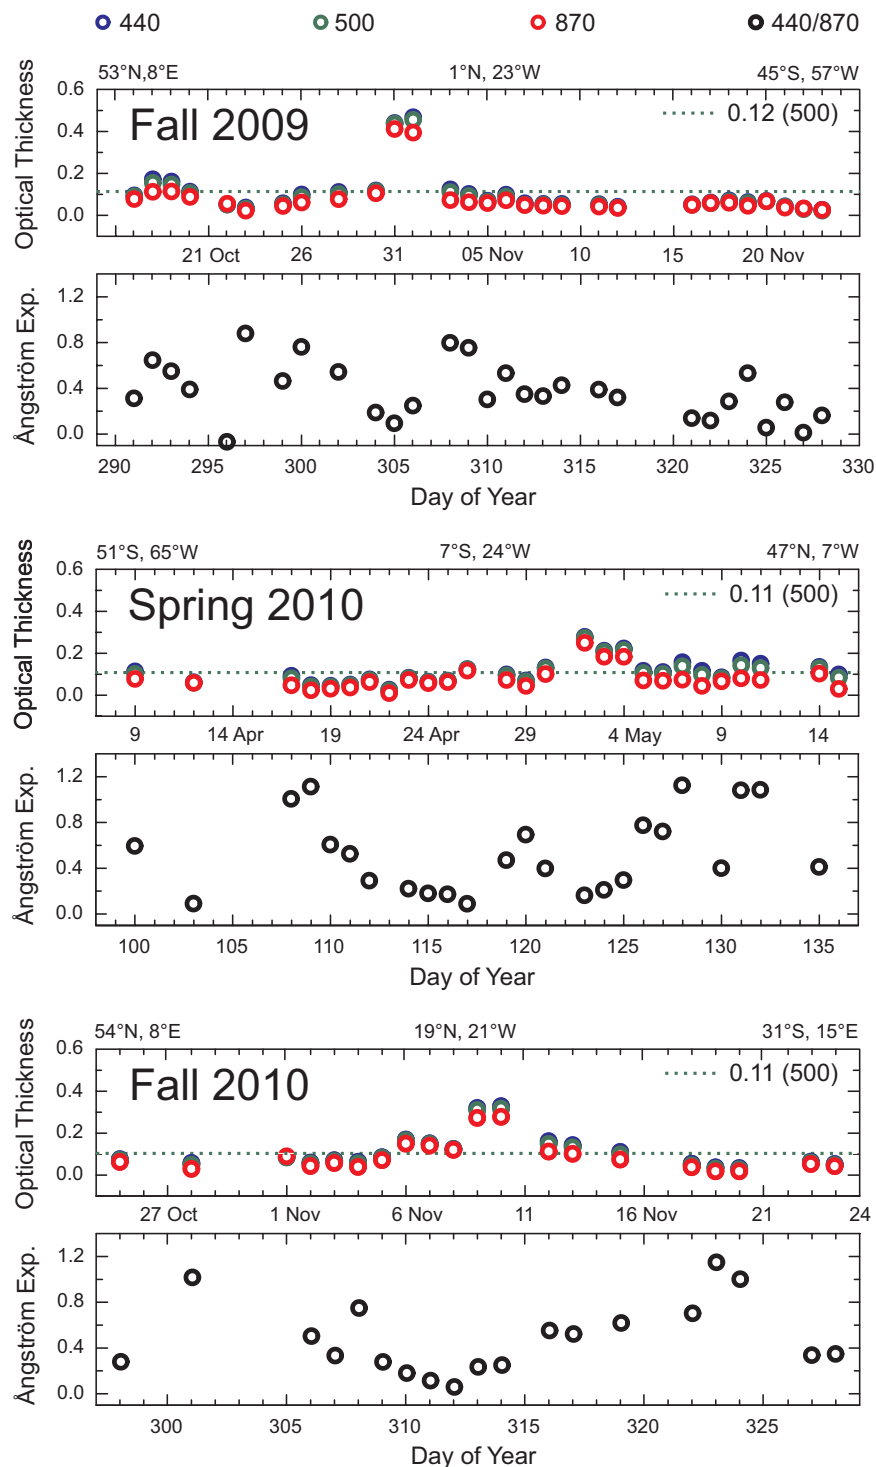 440 500 870 440/870
53°N,8°E 1°N, 23°W 45°S, 57°W
Optical Thickness
0.6
0.4
0.2
0.0
Fall 2009
0.12 (500)
21 Oct 26 31 05 Nov 10 15 20 Nov
Ångström Exp.
1.2
0.8
0.4
0.0
290 295 300 305 310 315 320 325 330
Day of Year
51°S, 65°W 7°S, 24°W 47°N, 7°W
Optical Thickness
0.6
0.4
0.2
0.0
Spring 2010
0.11 (500)
9 14 Apr 19 24 Apr 29 4 May 9 14
Ångström Exp.
1.2
0.8
0.4
0.0
100 105 110 115 120 125 130 135
Day of Year
54°N, 8°E 19°N, 21°W 31°S, 15°E
Optical Thickness
0.6
0.4
0.2
0.0
Fall 2010
0.11 (500)
27 Oct 1 Nov 6 Nov 11 16 Nov 21 24
Ångström Exp.
1.2
0.8
0.4
0.0
300 305 310 315 320 325
Day of Year